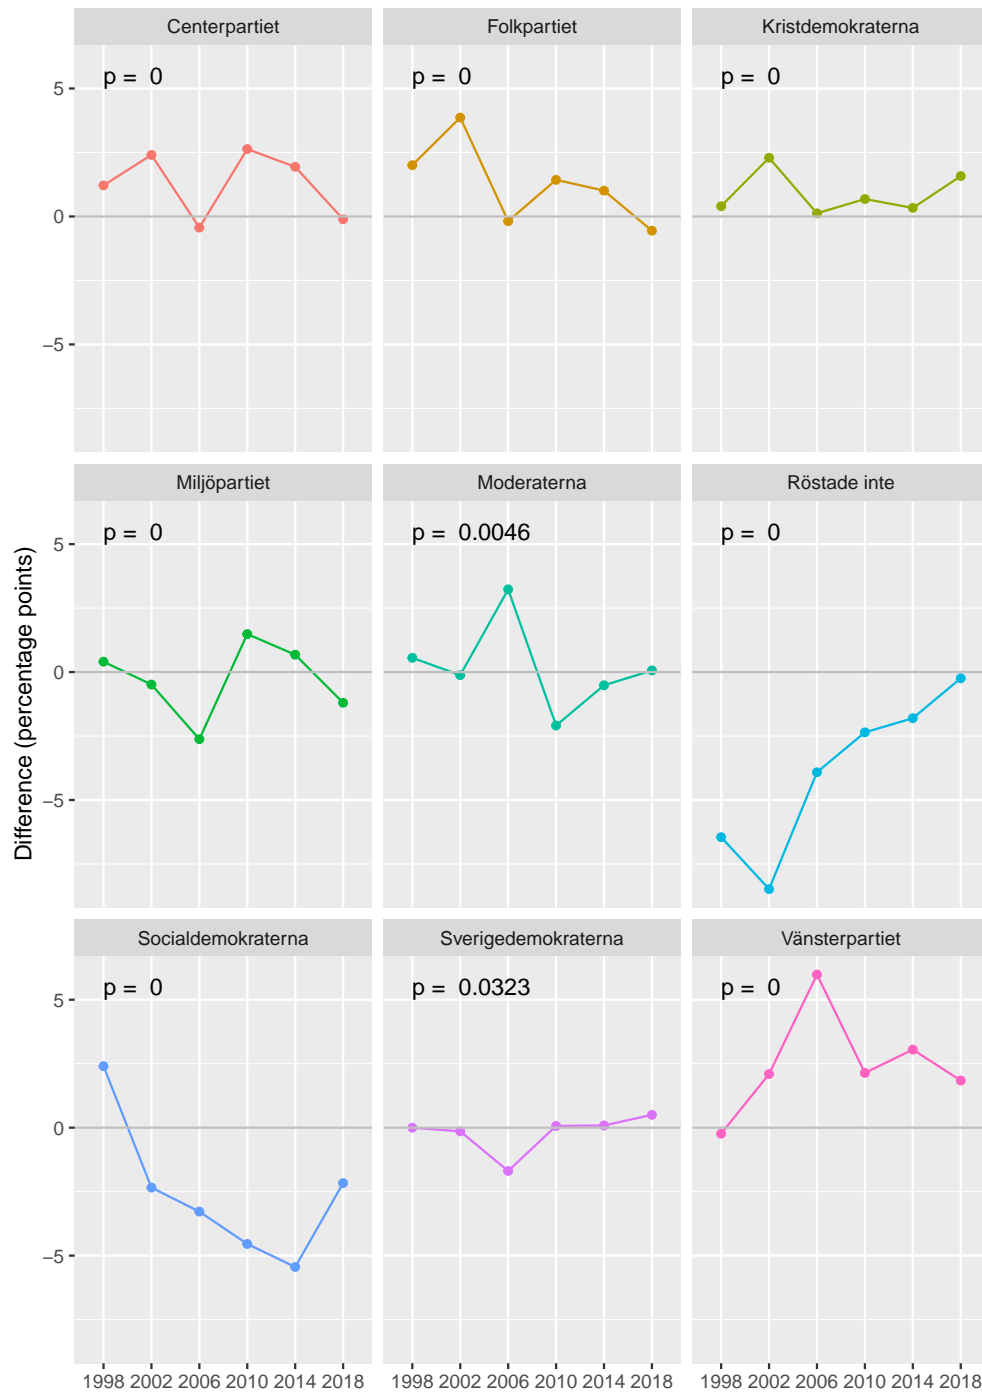 Centerpartiet Folkpartiet Kristdemokraterna
p = 0 p = 0 p = 0
5
0
−5
Miljöpartiet Moderaterna Röstade inte
p = 0 p = 0.0046 p = 0
5
0
−5
Difference (percentage points)
Socialdemokraterna Sverigedemokraterna Vänsterpartiet
p = 0 p = 0.0323 p = 0
5
0
−5
1998 2002 2006 2010 2014 2018 1998 2002 2006 2010 2014 2018 1998 2002 2006 2010 2014 2018